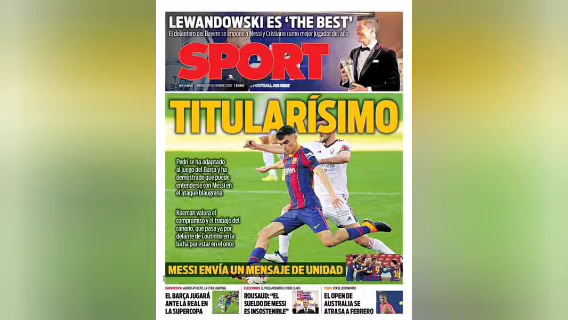 LEWANDOWSKI ES ‘THE BEST’
El delantero del Bayern se impone a Messi y Cristiano como mejor jugador del año
SPORT
TITULARÍSIMO
Pedri se ha adaptado
al juego del Barça y ha
demostrado que puede
entenderse con Messi en
el ataque blaugrana
Koeman valora el
compromiso y el trabajo del
canario, que pasa ya por
delante de Coutinho en la
lucha por estar en el once
MESSI ENVÍA UN MENSAJE DE UNIDAD
EL BARÇA JUGARÁ
ANTE LA REAL EN
LA SUPERCOPA
ROUSAUD: “EL
SUELDO DE MESSI
ES INSOSTENIBLE”
EL OPEN DE
AUSTRALIA SE
ATRASA A FEBRERO